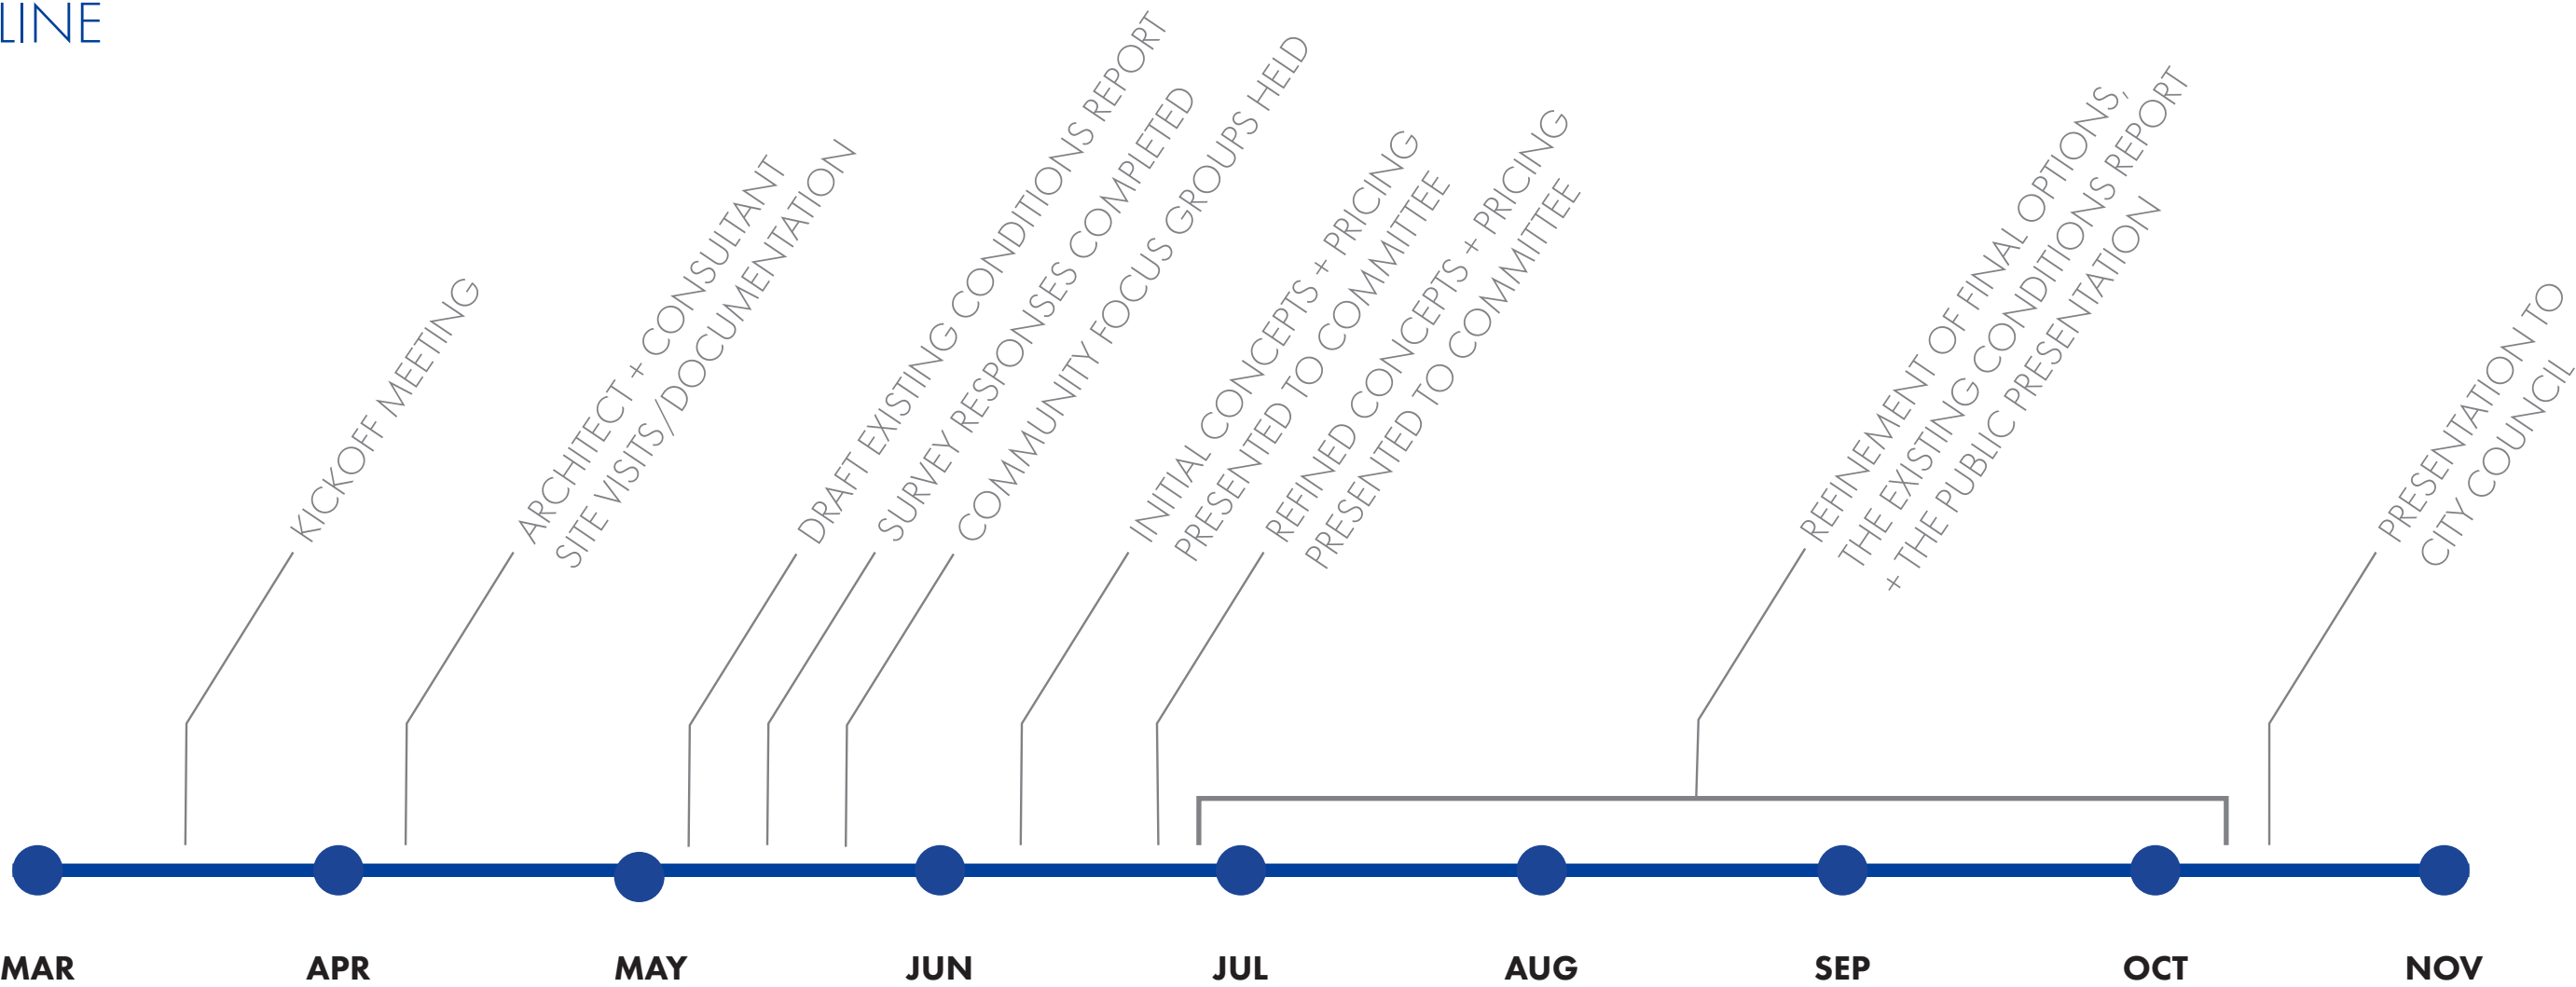 LINE
KICKOFF MEETING
ARCHITECT + CONSULTANT
SITE VISITS/DOCUMENTATION
DRAFT EXISTING CONDITIONS REPORT
SURVEY RESPONSES COMPLETED
COMMUNITY FOCUS GROUPS HELD
INITIAL CONCEPTS + PRICING
PRESENTED TO COMMITTEE
REFINED CONCEPTS + PRICING
PRESENTED TO COMMITTEE
REFINEMENT OF FINAL OPTIONS,
THE EXISTING CONDITIONS REPORT
+ THE PUBLIC PRESENTATION
PRESENTATION TO
CITY COUNCIL
MAR APR MAY JUN JUL AUG SEP OCT NOV